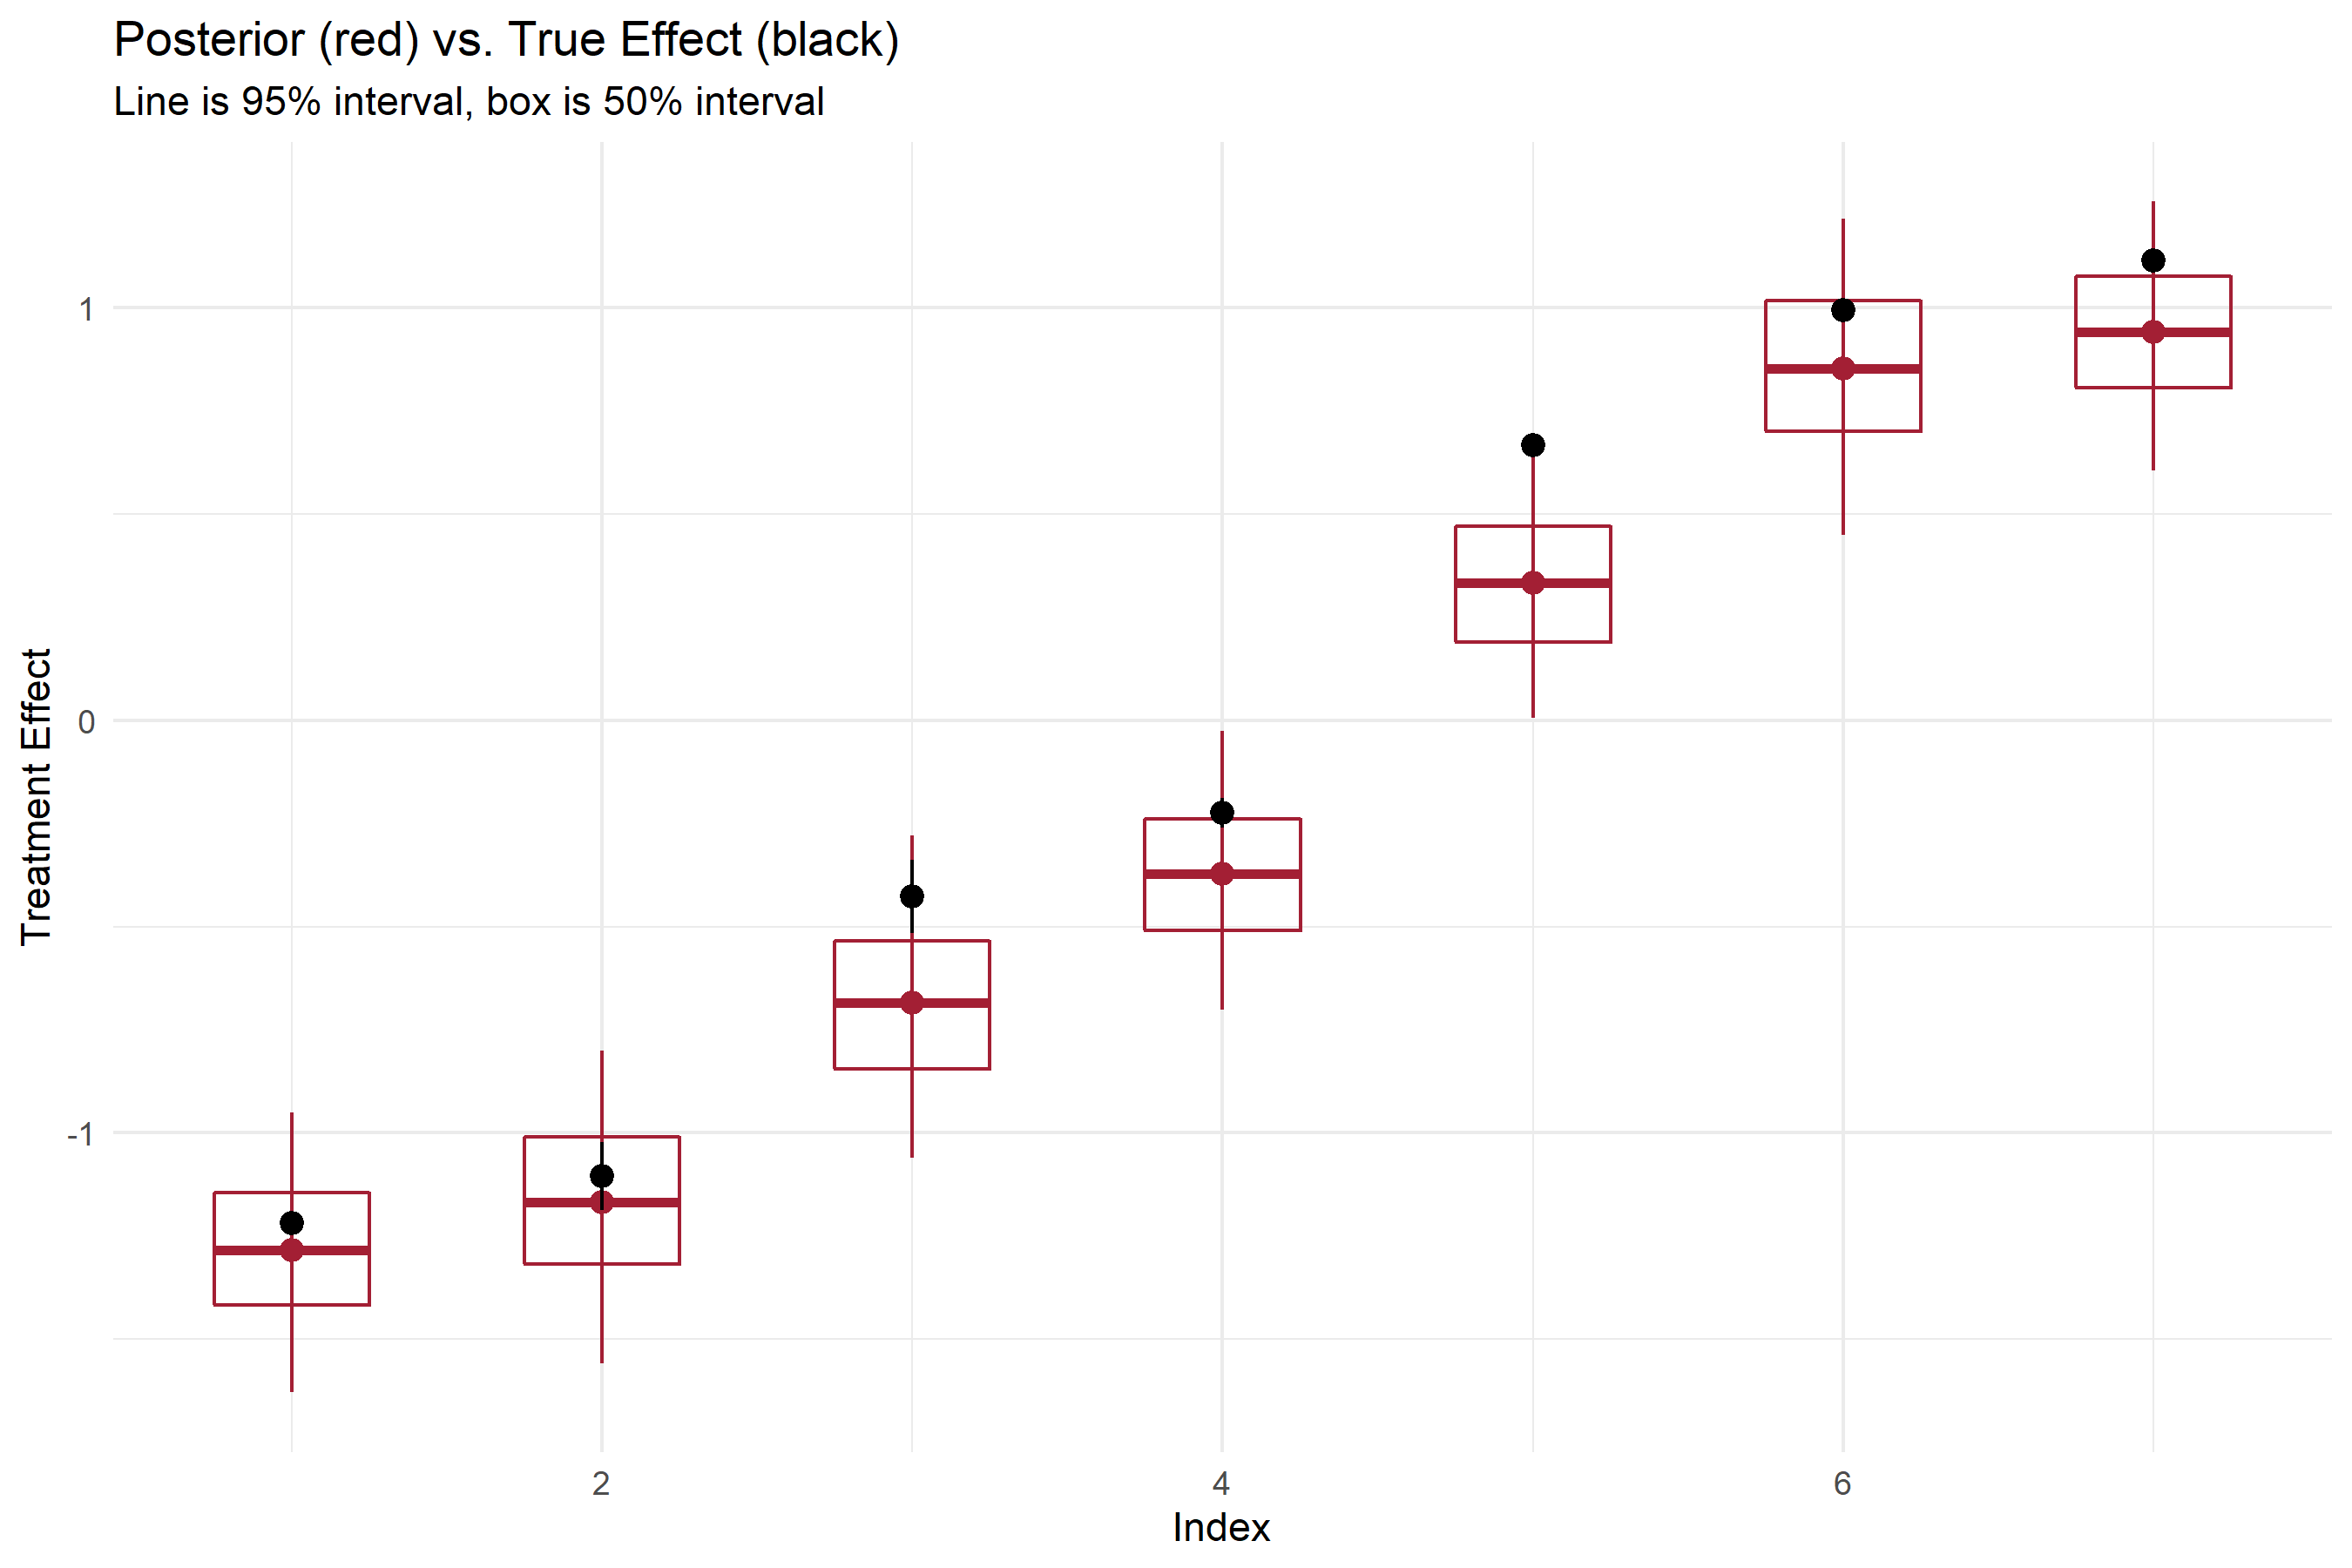 Posterior (red) vs. True Effect (black)
Line is 95% interval, box is 50% interval
Treatment Effect
1
0
-1
2
4
6
Index